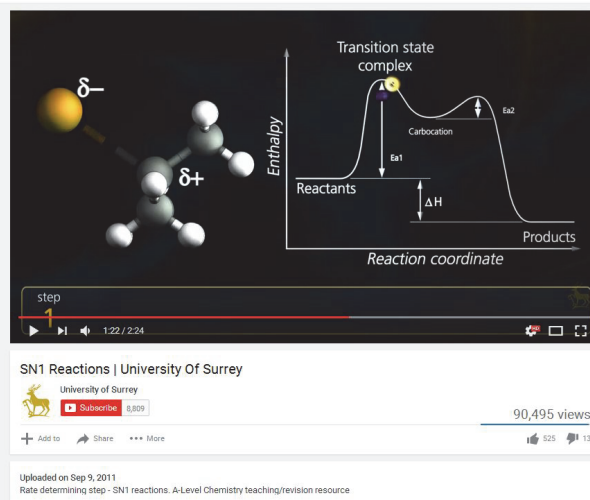 Transition state
complex
δ−
δ+
Enthalpy
Ea1
Ea2
Carbocation
Reactants
ΔH
Products
Reaction coordinate
step
1
1:22 / 2:24
HD
SN1 Reactions | University Of Surrey
University of Surrey
Subscribe 8,809
90,495 views
Add to Share More
525 13
Uploaded on Sep 9, 2011
Rate determining step - SN1 reactions. A-Level Chemistry teaching/revision resource